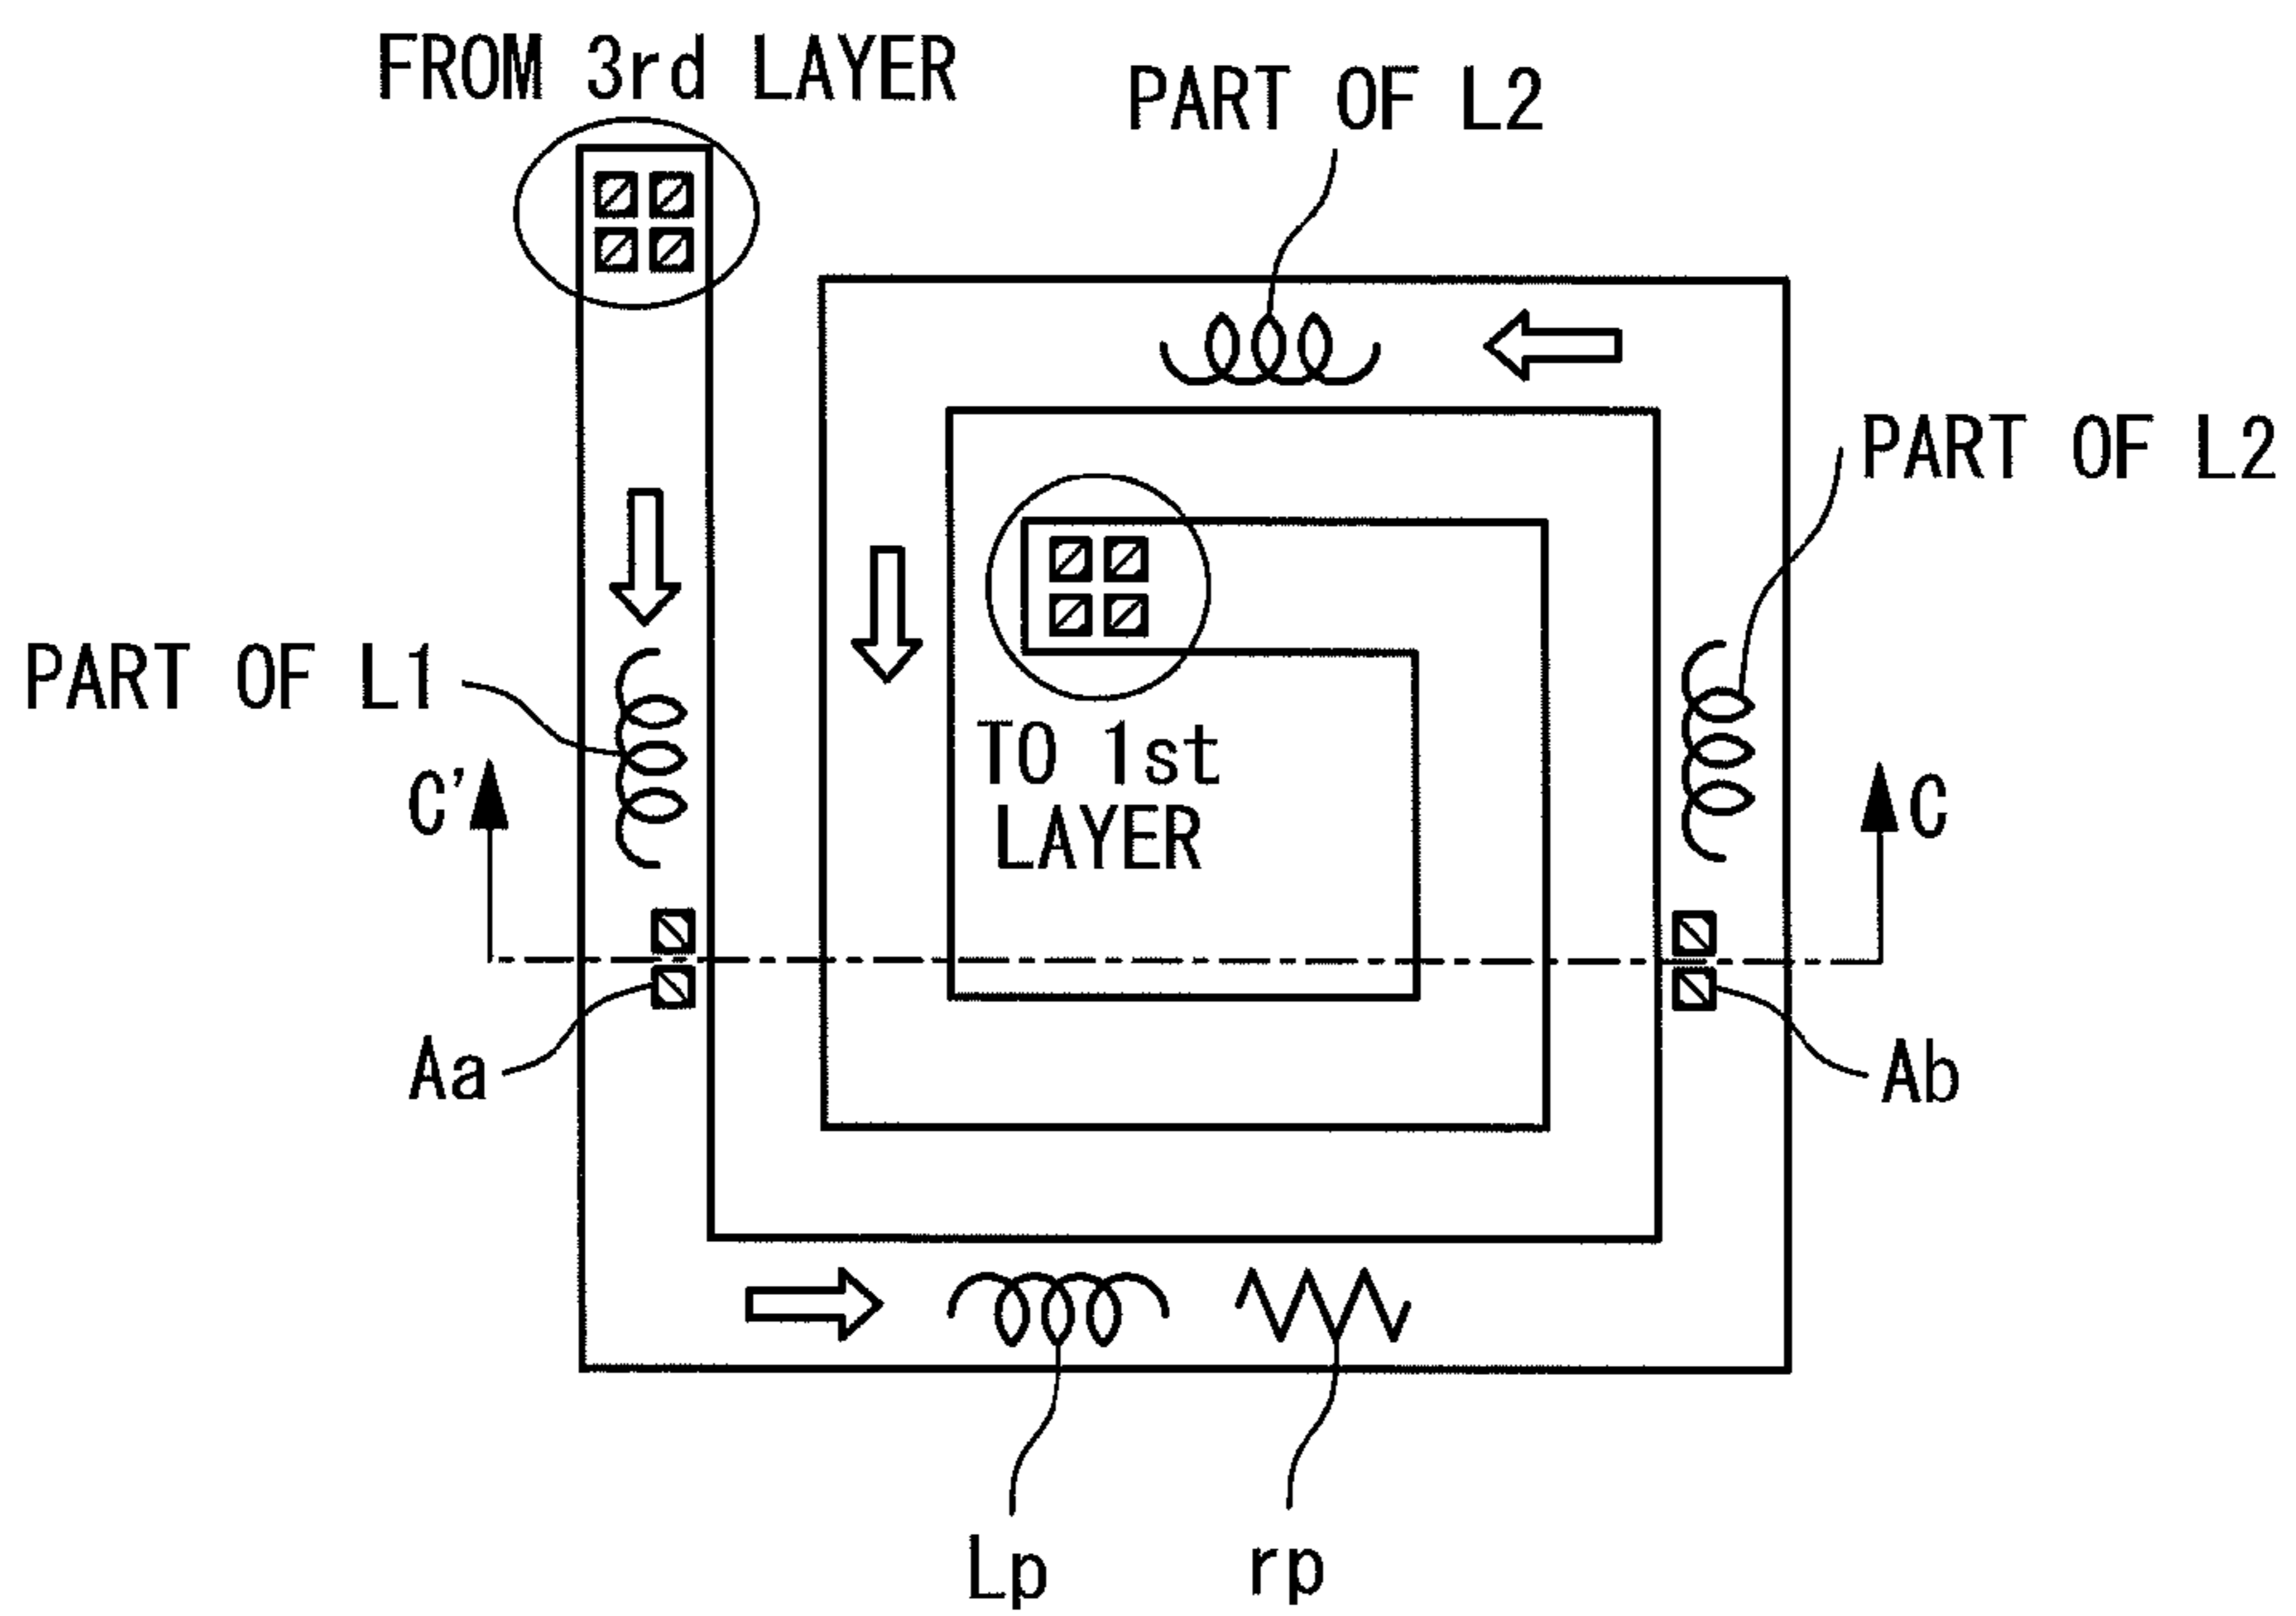 FROM 3rd LAYER
PART OF L2
PART OF L2
PART OF L1
TO 1st
LAYER
C'
C
Aa
Ab
Lp
rp